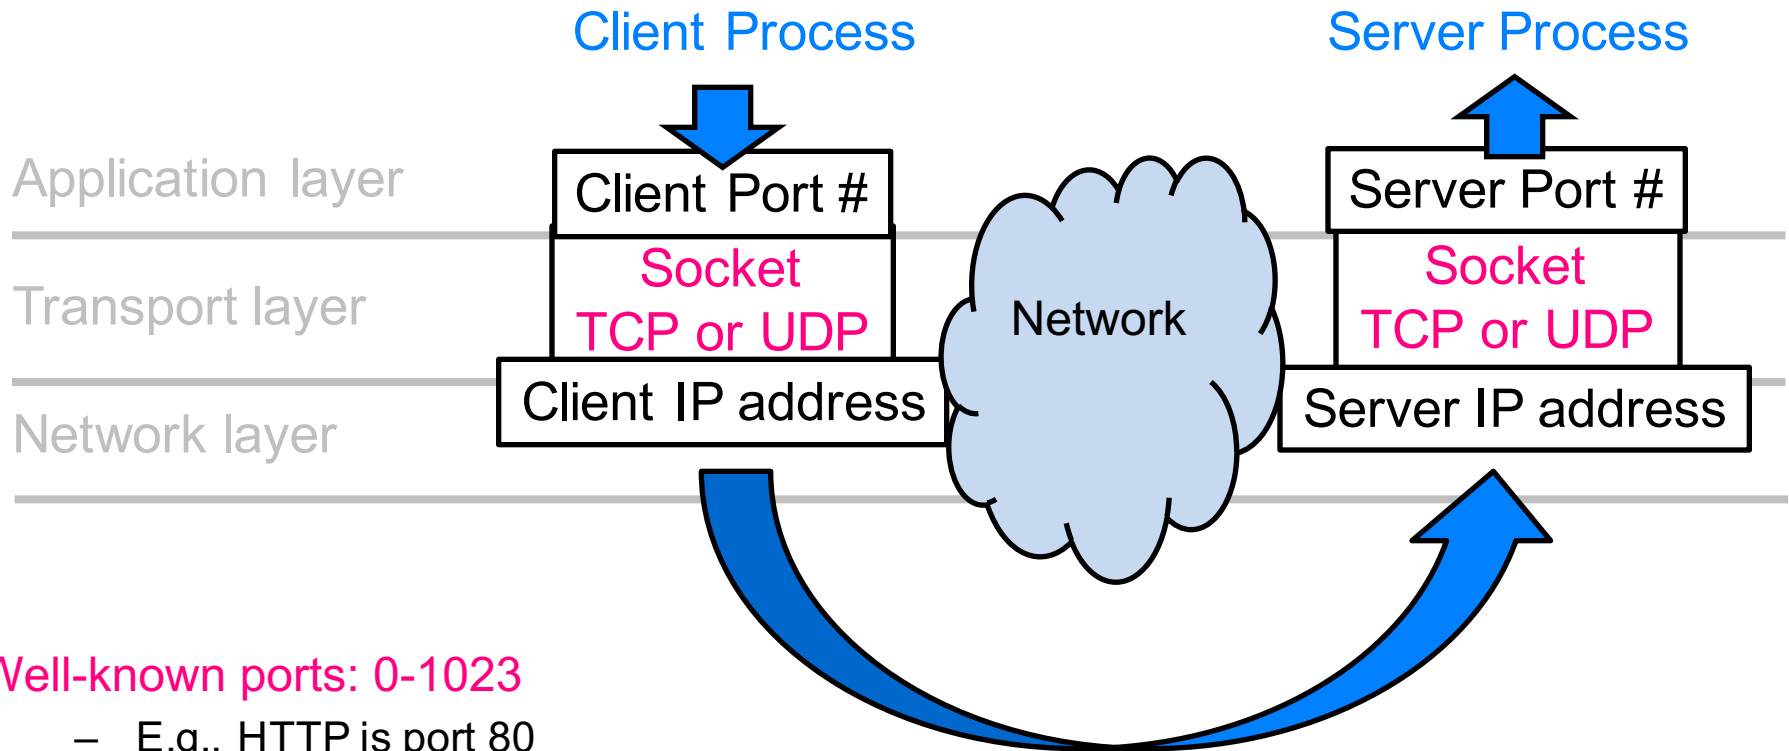 Client Process
Server Process
Application layer
Client Port #
Server Port #
Transport layer
Socket
TCP or UDP
Network
Socket
TCP or UDP
Network layer
Client IP address
Server IP address
Well-known ports: 0-1023
– E.g., HTTP is port 80